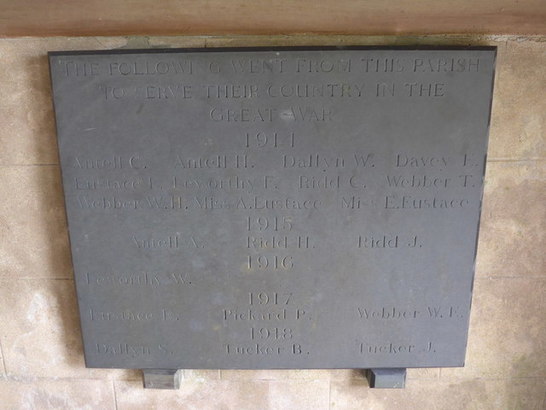 THE FOLLOWING WENT FROM THIS PARISH
TO SERVE THEIR COUNTRY IN THE
GREAT WAR
1914
Antell C. Antell H. Dallyn W. Davey L.
Eustace F. Leworthy F. Ridd C. Webber T.
Webber W.H. Miss A.Eustace Miss E.Eustace
1915
Antell A. Ridd H. Ridd J.
1916
Leworthy W.
1917
Eustace E. Pickard P. Webber W.F.
1918
Dallyn S. Tucker B. Tucker J.